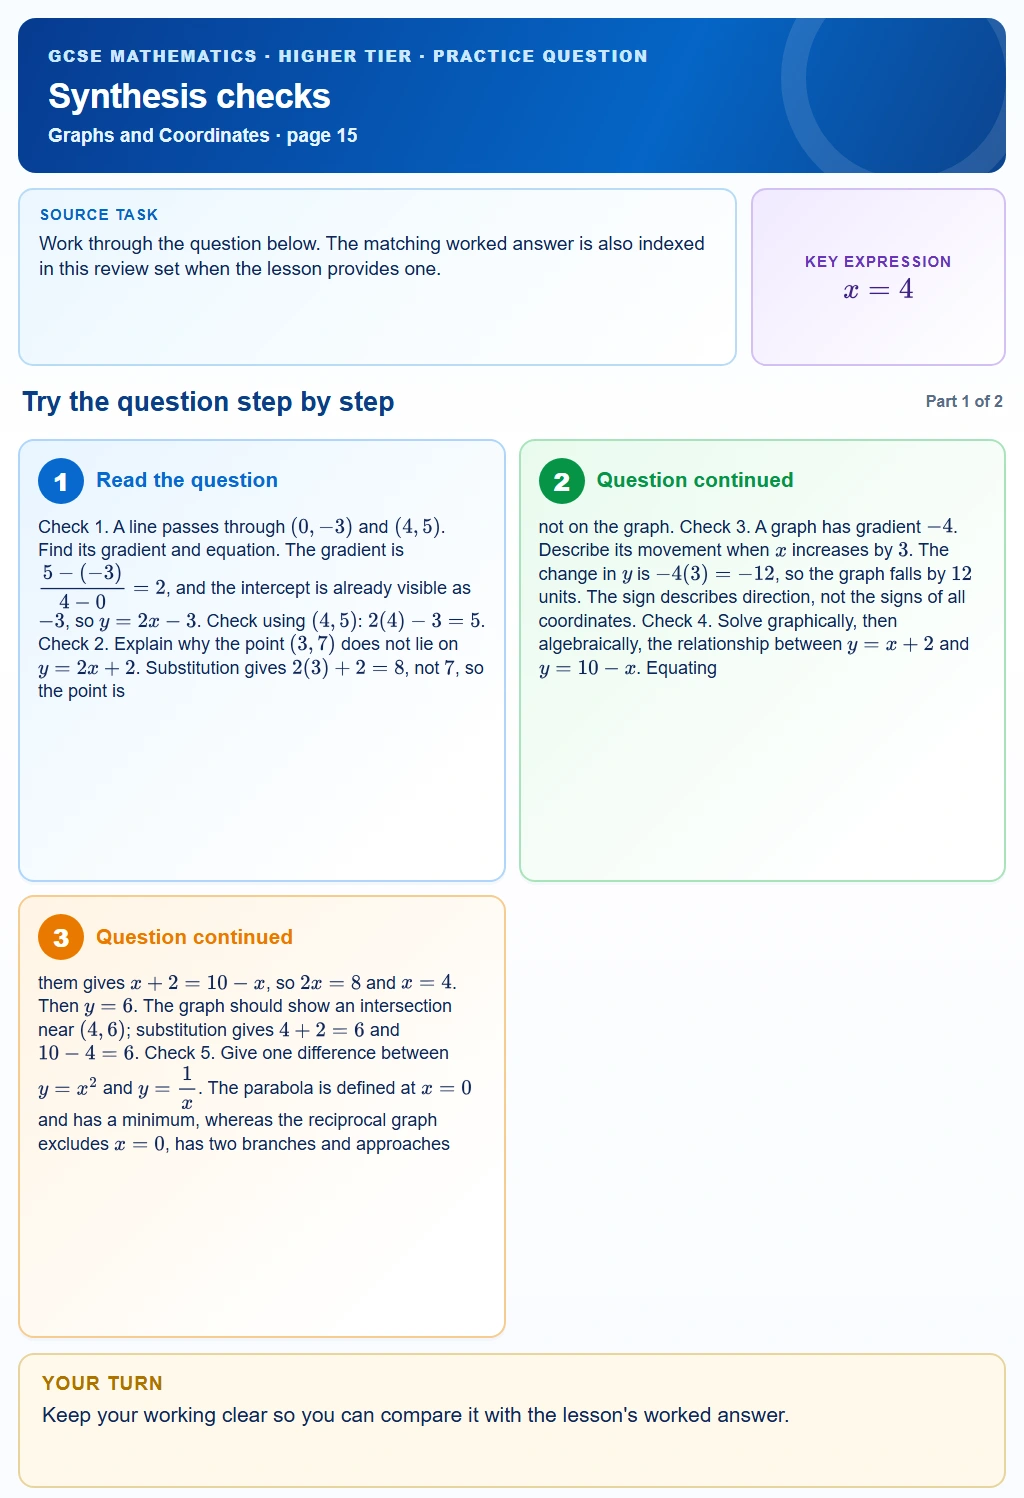 GCSE MATHEMATICS · HIGHER TIER · PRACTICE QUESTION
Synthesis checks
Graphs and Coordinates · page 15
SOURCE TASK
Work through the question below. The matching worked answer is also indexed
in this review set when the lesson provides one.
KEY EXPRESSION
x = 4
Try the question step by step
Part 1 of 2
1 Read the question
Check 1. A line passes through (0, −3) and (4, 5).
Find its gradient and equation. The gradient is
\frac{5 − (−3)}{4 − 0} = 2, and the intercept is already visible as
−3, so y = 2x − 3. Check using (4, 5): 2(4) − 3 = 5.
Check 2. Explain why the point (3, 7) does not lie on
y = 2x + 2. Substitution gives 2(3) + 2 = 8, not 7, so
the point is
2 Question continued
not on the graph. Check 3. A graph has gradient −4.
Describe its movement when x increases by 3. The
change in y is −4(3) = −12, so the graph falls by 12
units. The sign describes direction, not the signs of all
coordinates. Check 4. Solve graphically, then
algebraically, the relationship between y = x + 2 and
y = 10 − x. Equating
3 Question continued
them gives x + 2 = 10 − x, so 2x = 8 and x = 4.
Then y = 6. The graph should show an intersection
near (4, 6); substitution gives 4 + 2 = 6 and
10 − 4 = 6. Check 5. Give one difference between
y = x² and y = \frac{1}{x}. The parabola is defined at x = 0
and has a minimum, whereas the reciprocal graph
excludes x = 0, has two branches and approaches
YOUR TURN
Keep your working clear so you can compare it with the lesson's worked answer.